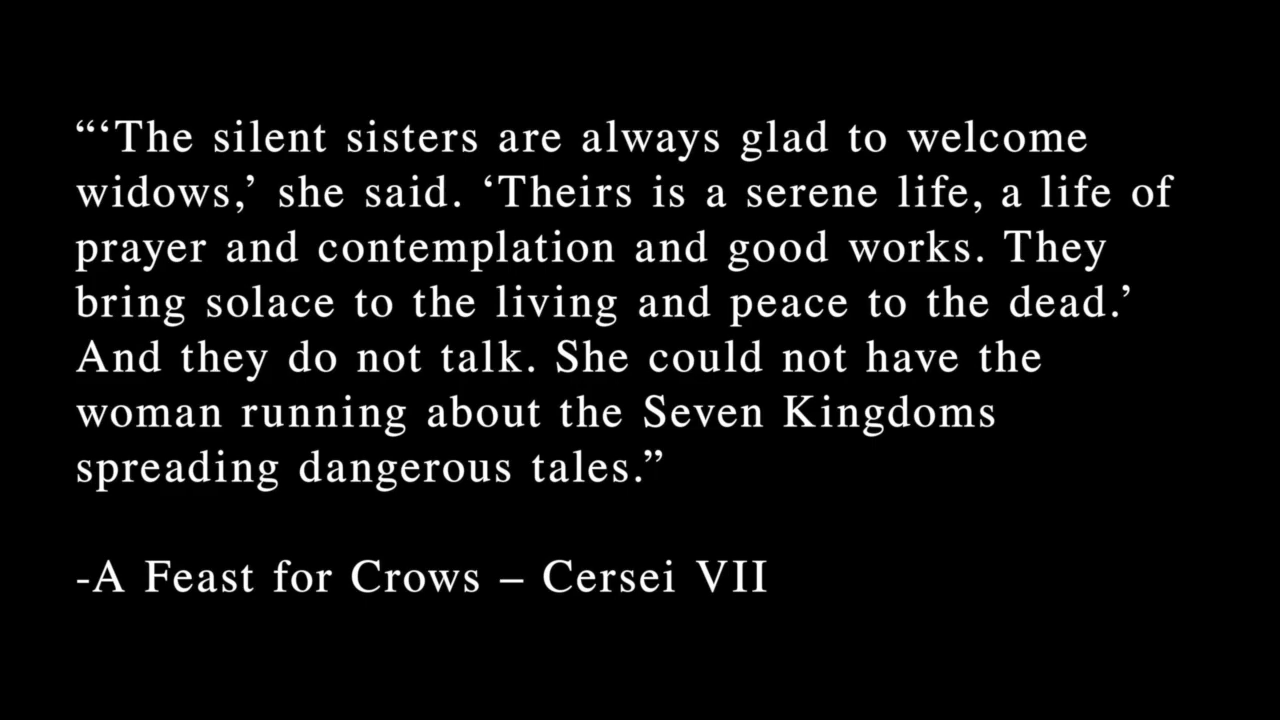 “‘The silent sisters are always glad to welcome
widows,’ she said. ‘Theirs is a serene life, a life of
prayer and contemplation and good works. They
bring solace to the living and peace to the dead.’
And they do not talk. She could not have the
woman running about the Seven Kingdoms
spreading dangerous tales.”
-A Feast for Crows – Cersei VII